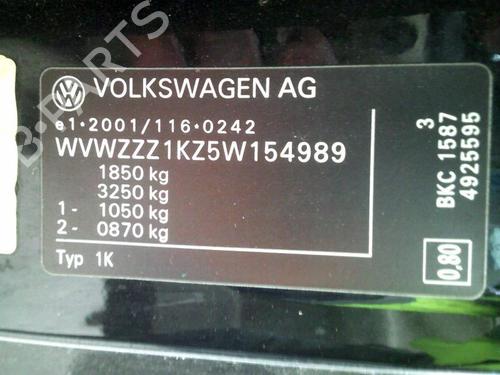 VOLKSWAGEN AG
e1*2001/116*0242
WVWZZZ1KZ5W154989
1850 kg
3250 kg
1- 1050 kg
2- 0870 kg
Typ 1K
3
BKC 1587
4925595
0,80
B-PARTS